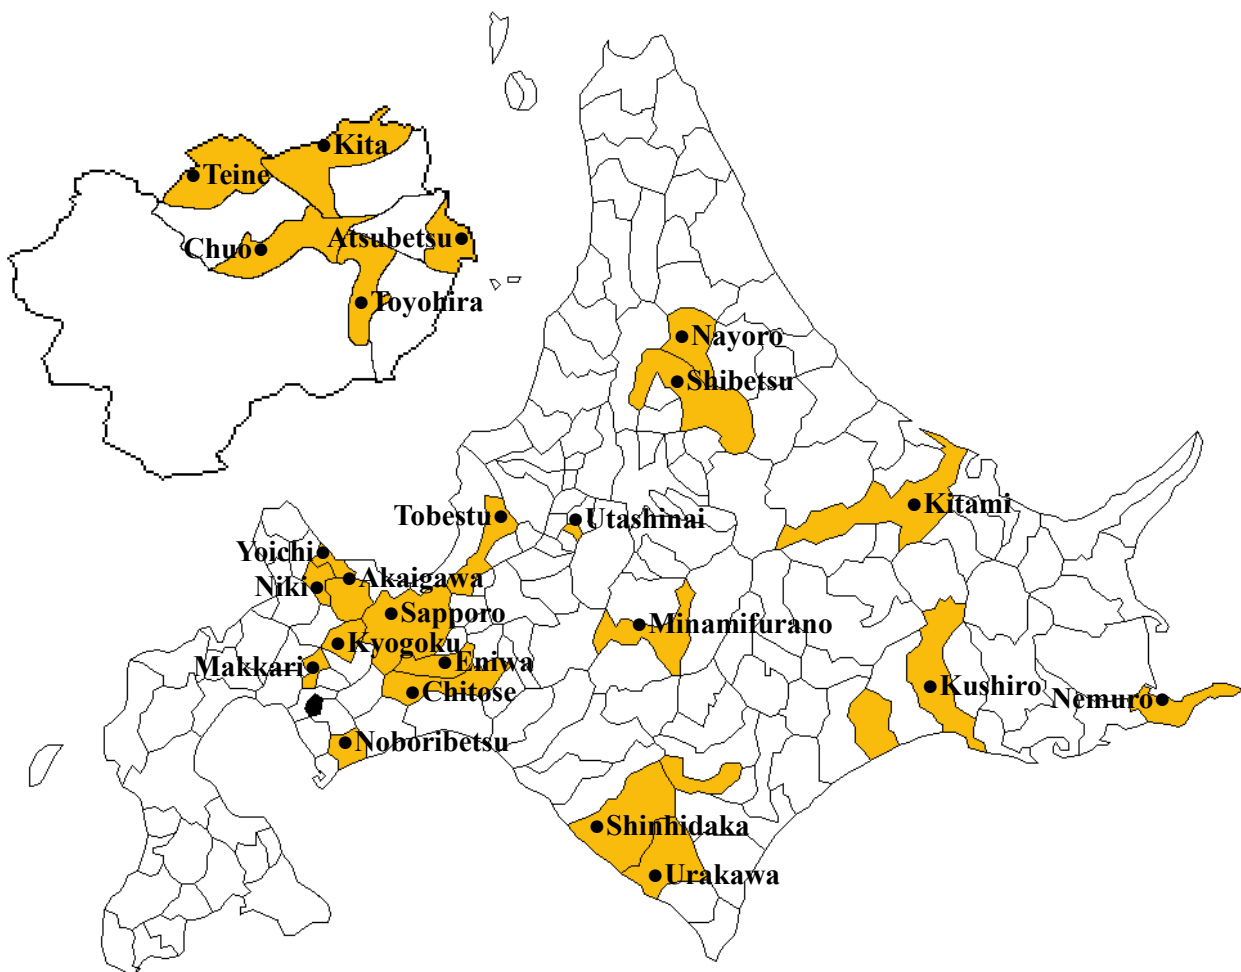 Kita
Teine
Chuo
Atsubetsu
Toyohira
Nayoro
Shibetsu
Kitami
Tobestu
Utashinai
Yoichi
Akaigawa
Niki
Sapporo
Minamifurano
Kyogoku
Eniwa
Makkari
Chitose
Kushiro
Nemuro
Noboribetsu
Shinhidaka
Urakawa